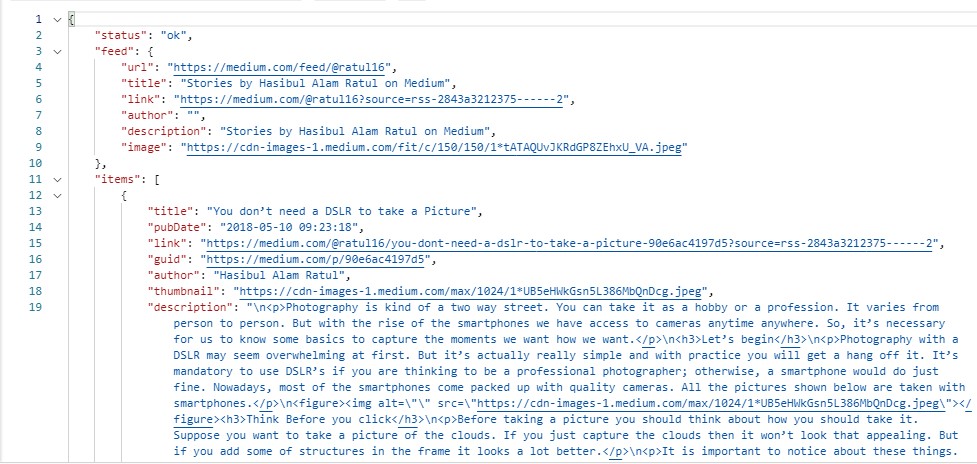 1 {
2 "status": "ok",
3 "feed": {
4 "url": "https://medium.com/feed/@ratul16",
5 "title": "Stories by Hasibul Alam Ratul on Medium",
6 "link": "https://medium.com/@ratul16?source=rss-2843a3212375------2",
7 "author": "",
8 "description": "Stories by Hasibul Alam Ratul on Medium",
9 "image": "https://cdn-images-1.medium.com/fit/c/150/150/1*tATAQUvJKRdGP8ZEhxU_VA.jpeg"
10 },
11 "items": [
12 {
13 "title": "You don’t need a DSLR to take a Picture",
14 "pubDate": "2018-05-10 09:23:18",
15 "link": "https://medium.com/@ratul16/you-dont-need-a-dslr-to-take-a-picture-90e6ac4197d5?source=rss-2843a3212375------2",
16 "guid": "https://medium.com/p/90e6ac4197d5",
17 "author": "Hasibul Alam Ratul",
18 "thumbnail": "https://cdn-images-1.medium.com/max/1024/1*UB5eHWkGsn5L386MbQnDcg.jpeg",
19 "description": "\n<p>Photography is kind of a two way street. You can take it as a hobby or a profession. It varies from
person to person. But with the rise of the smartphones we have access to cameras anytime anywhere. So, it’s necessary
for us to know some basics to capture the moments we want how we want.</p>\n<h3>Let’s begin</h3>\n<p>Photography with a
DSLR may seem overwhelming at first. But it’s actually really simple and with practice you will get a hang off it. It’s
mandatory to use DSLR’s if you are thinking to be a professional photographer; otherwise, a smartphone would do just
fine. Nowadays, most of the smartphones come packed up with quality cameras. All the pictures shown below are taken with
smartphones.</p>\n<figure><img alt=\"\" src=\"https://cdn-images-1.medium.com/max/1024/1*UB5eHWkGsn5L386MbQnDcg.jpeg\"></
figure><h3>Think Before you click</h3>\n<p>Before taking a picture you should think about how you should take it.
Suppose you want to take a picture of the clouds. If you just capture the clouds then it won’t look that appealing. But
if you add some of structures in the frame it looks a lot better.</p>\n<p>It is important to notice about these things.